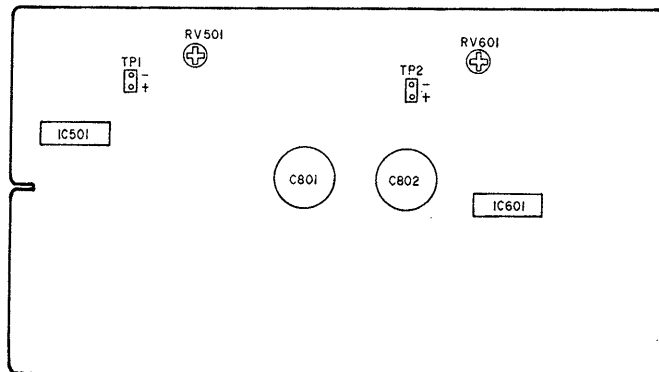 RV501
RV601
TP1
-
+
TP2
-
+
IC501
C801
C802
IC601